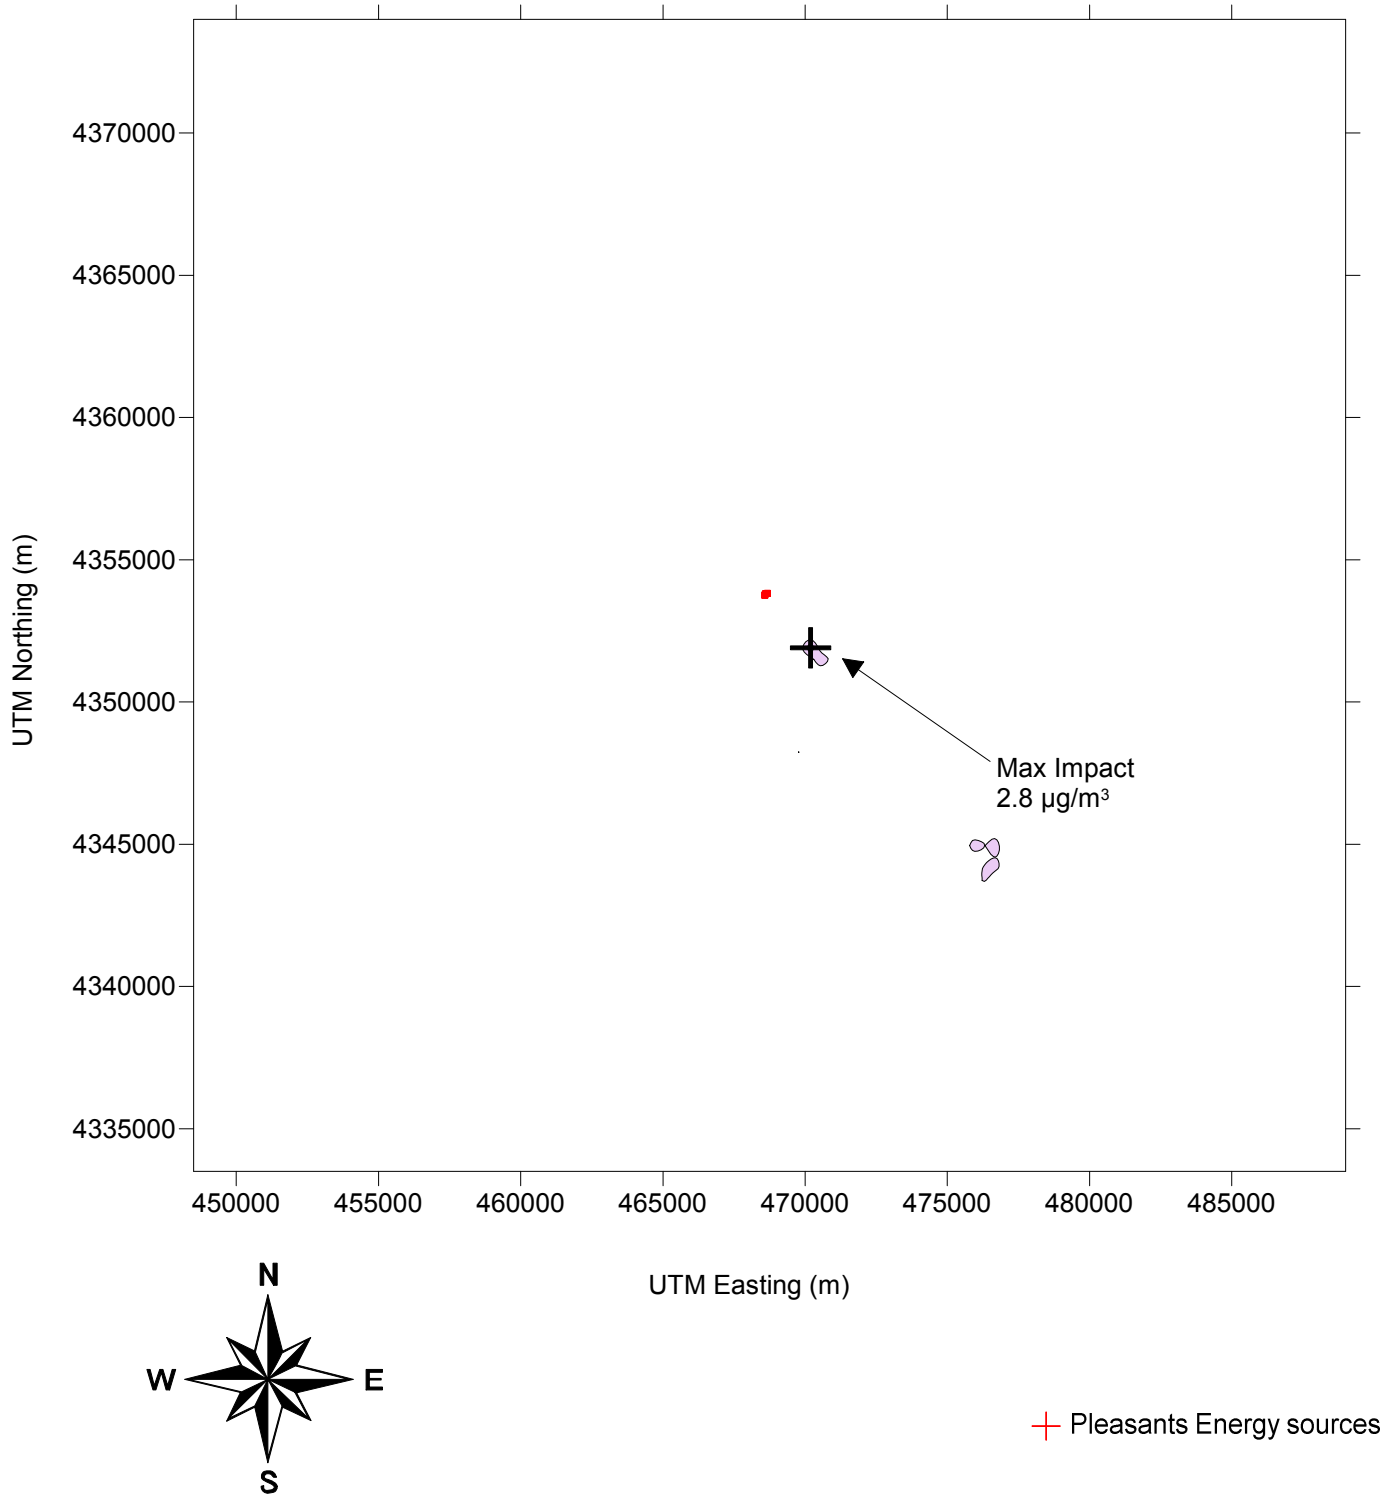 4370000
4365000
4360000
4355000
4350000
4345000
4340000
4335000
UTM Northing (m)
Max Impact
2.8 µg/m³
450000 455000 460000 465000 470000 475000 480000 485000
UTM Easting (m)
N
W E
S
Pleasants Energy sources